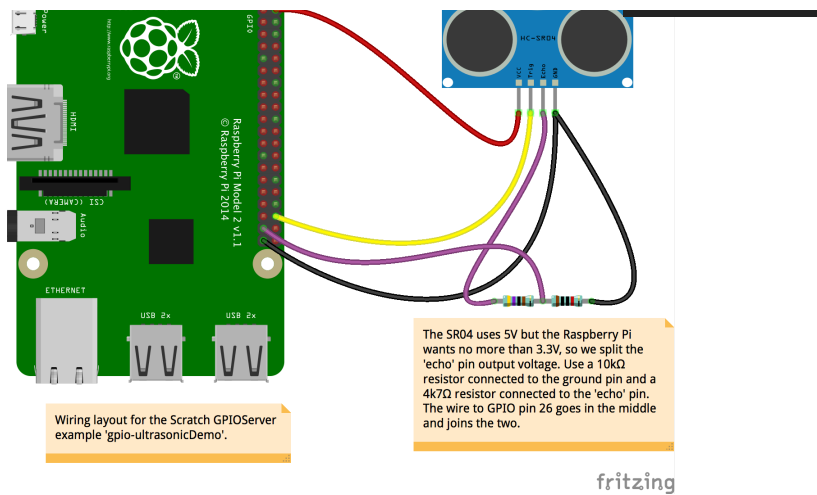 Power
GPIO
http://www.raspberrypi.org
HDMI
Raspberry Pi Model 2 v1.1
© Raspberry Pi 2014
CSI (CAMERA)
Audio
ETHERNET
USB 2x
USB 2x
HC-SR04
VCC
Trig
Echo
GND
The SR04 uses 5V but the Raspberry Pi
wants no more than 3.3V, so we split the
'echo' pin output voltage. Use a 10kΩ
resistor connected to the ground pin and a
4k7Ω resistor connected to the 'echo' pin.
The wire to GPIO pin 26 goes in the middle
and joins the two.
Wiring layout for the Scratch GPIOServer
example 'gpio-ultrasonicDemo'.
fritzing